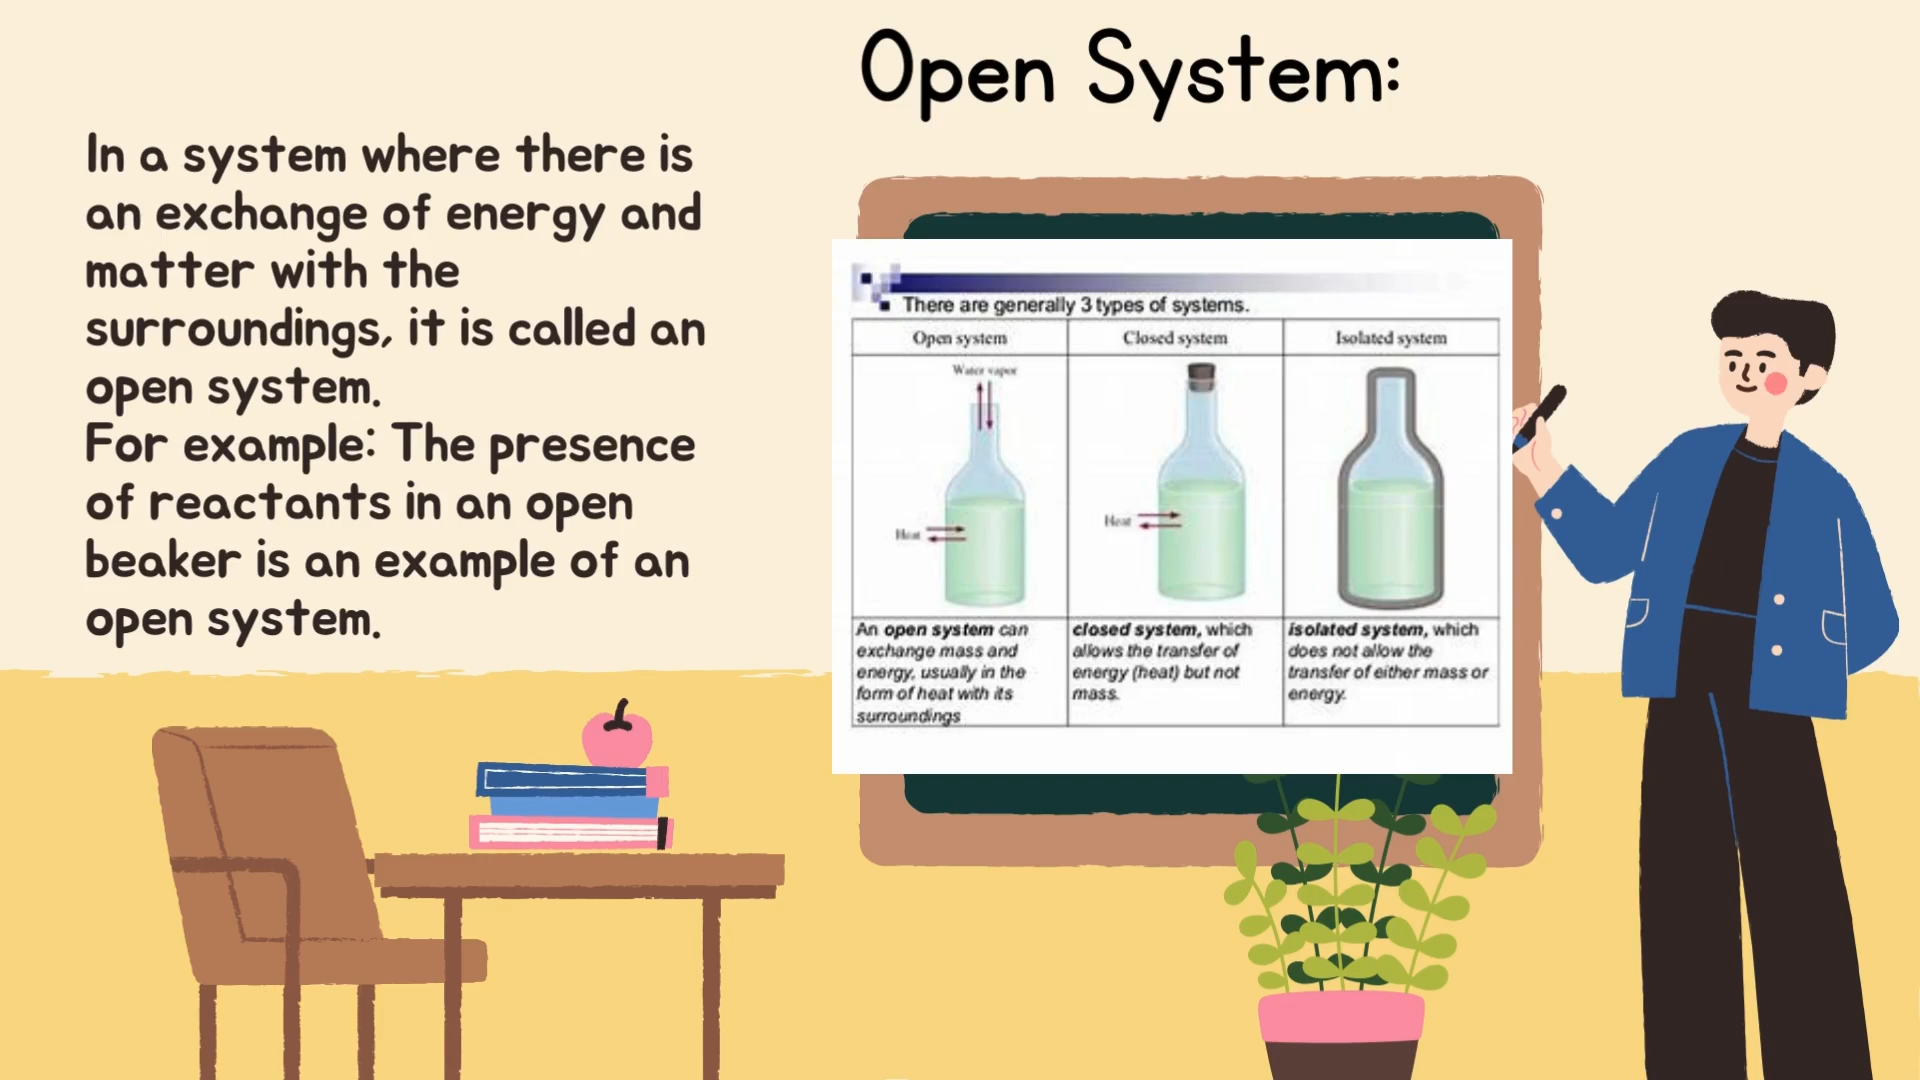 Open System:
In a system where there is
an exchange of energy and
matter with the
surroundings, it is called an
open system.
For example: The presence
of reactants in an open
beaker is an example of an
open system.
There are generally 3 types of systems.
Open system
Closed system
Isolated system
Water vapor
Heat
Heat
An open system can
exchange mass and
energy, usually in the
form of heat with its
surroundings
closed system, which
allows the transfer of
energy (heat) but not
mass.
isolated system, which
does not allow the
transfer of either mass or
energy.